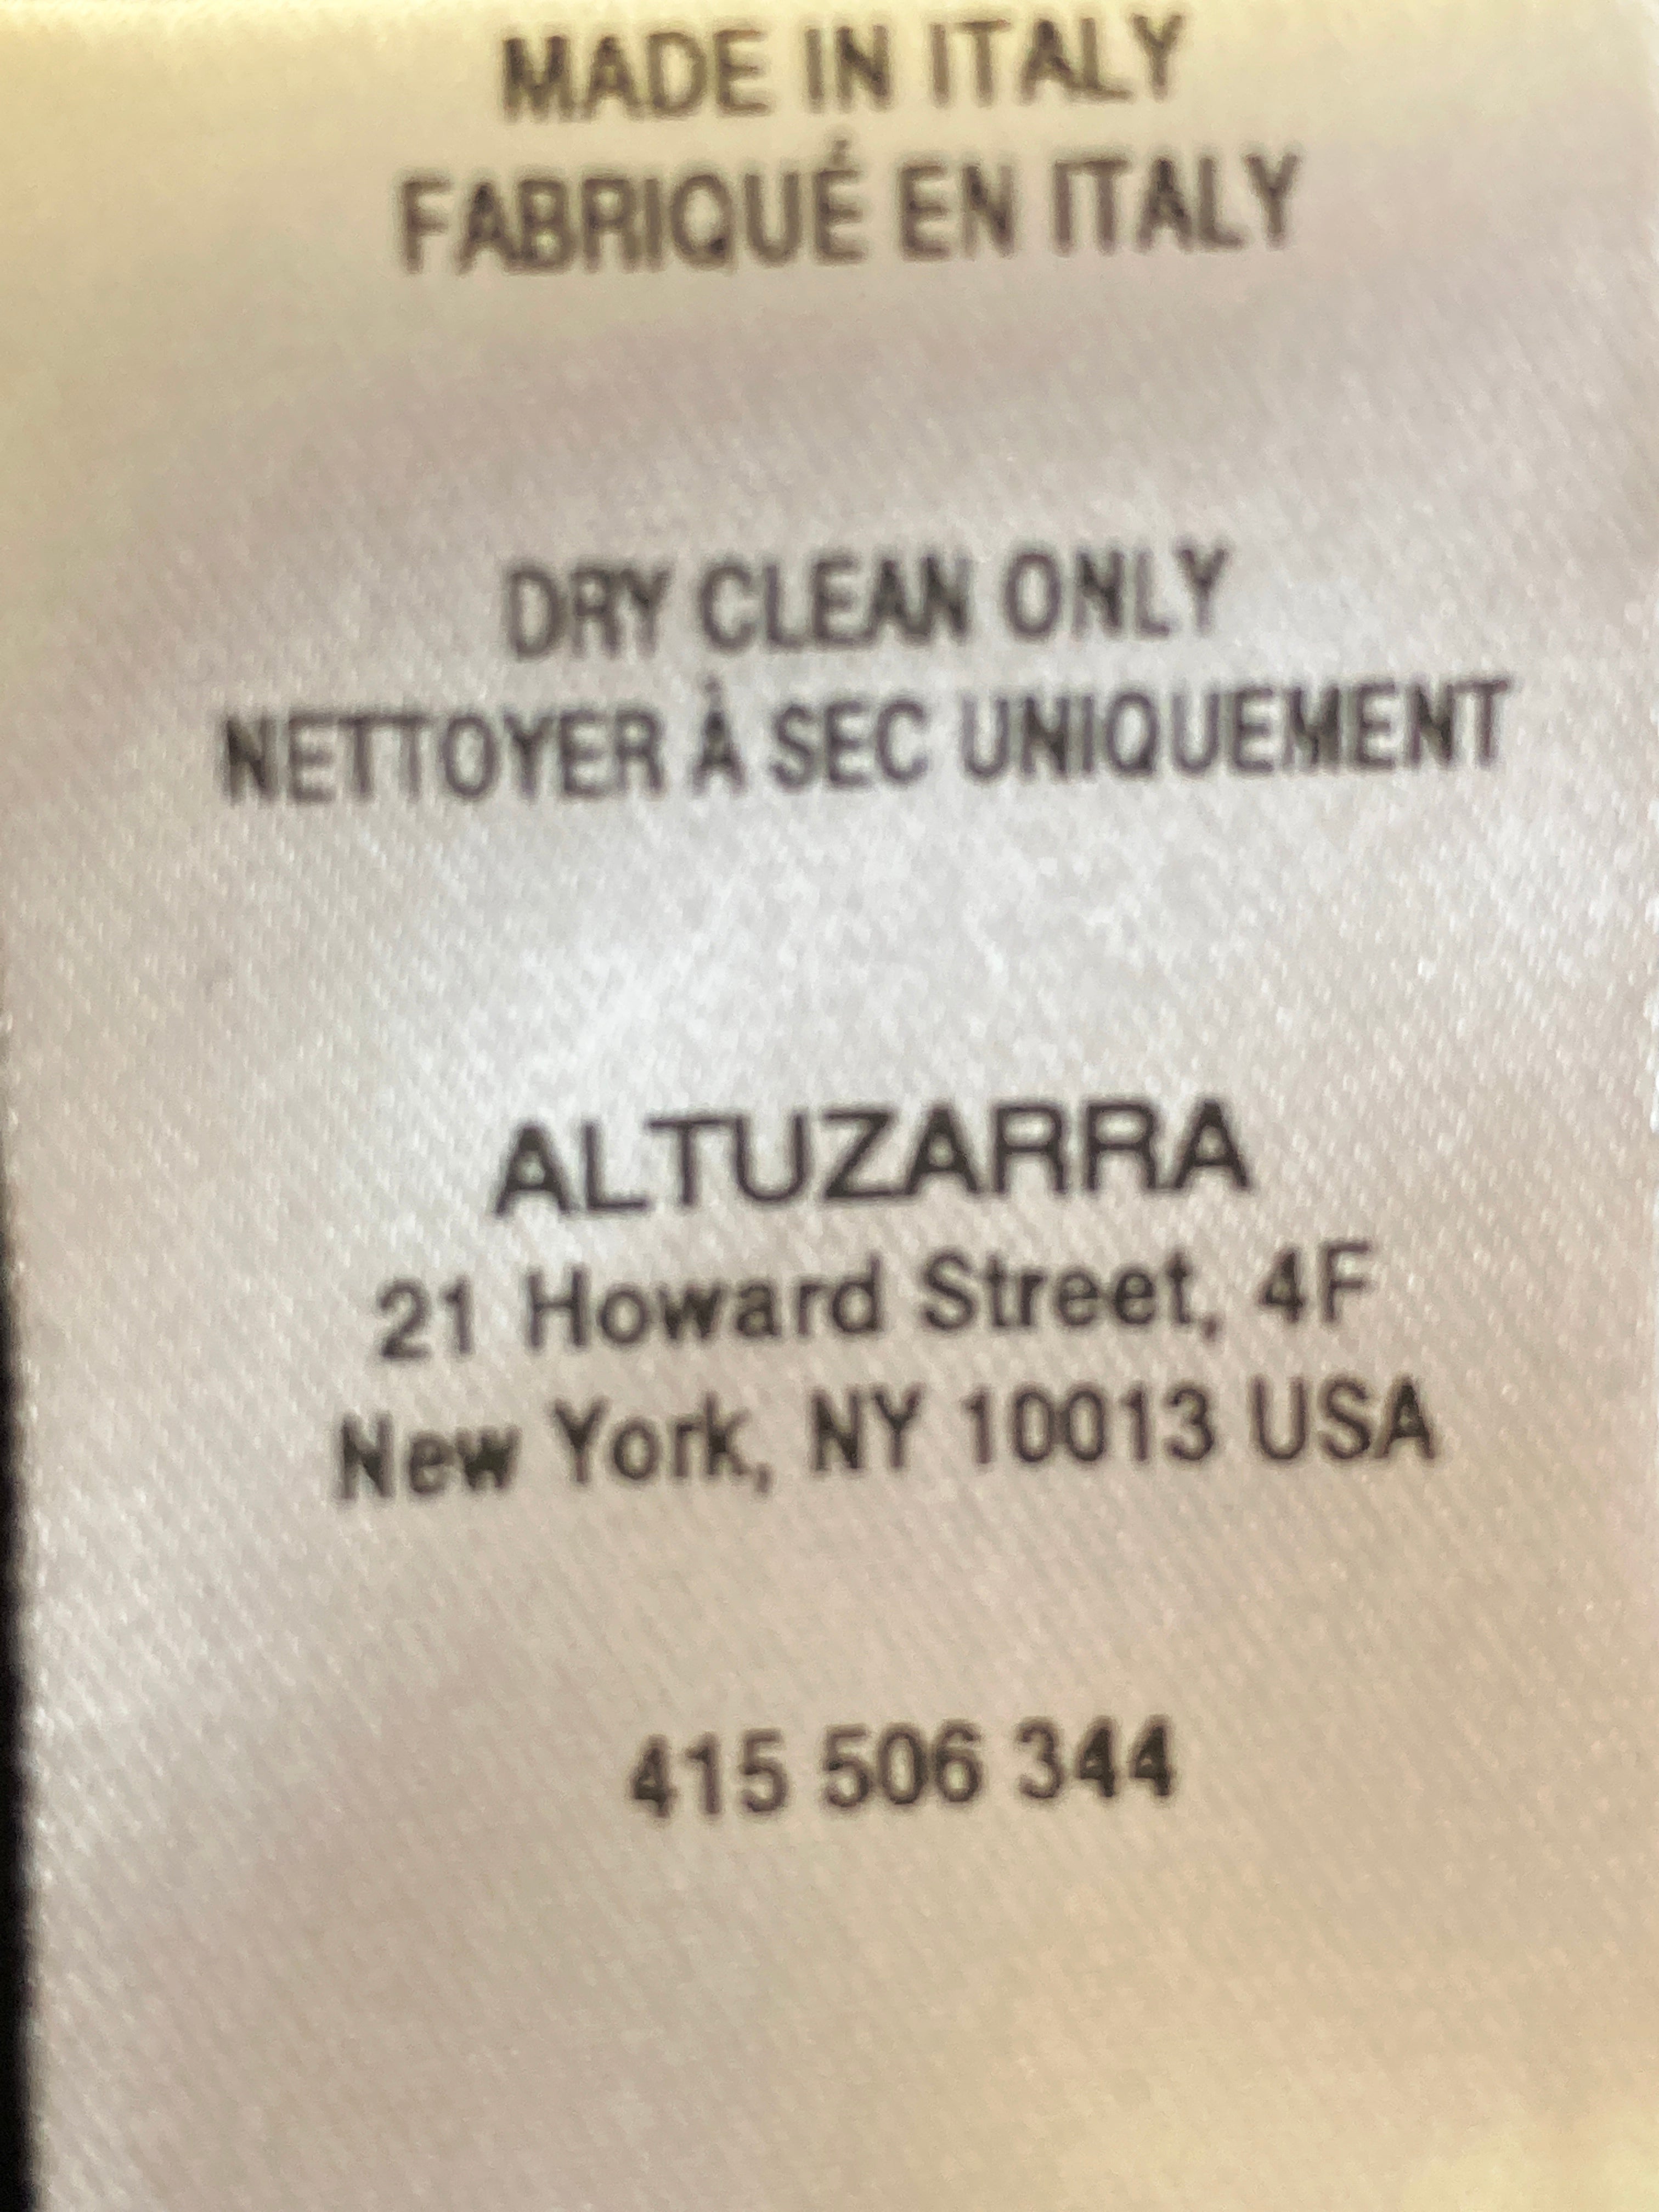 MADE IN ITALY
FABRIQUÉ EN ITALY
DRY CLEAN ONLY
NETTOYER À SEC UNIQUEMENT
ALTUZARRA
21 Howard Street, 4F
New York, NY 10013 USA
415 506 344